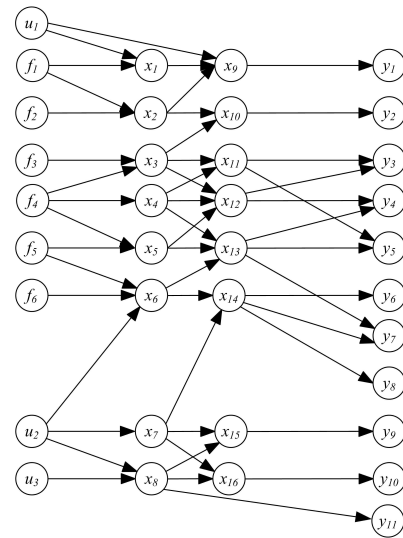 u1
f1 x1 x9 y1
f2 x2 x10 y2
f3 x3 x11 y3
f4 x4 x12 y4
f5 x5 x13 y5
f6 x6 x14 y6
y7
y8
u2 x7 x15 y9
u3 x8 x16 y10
y11